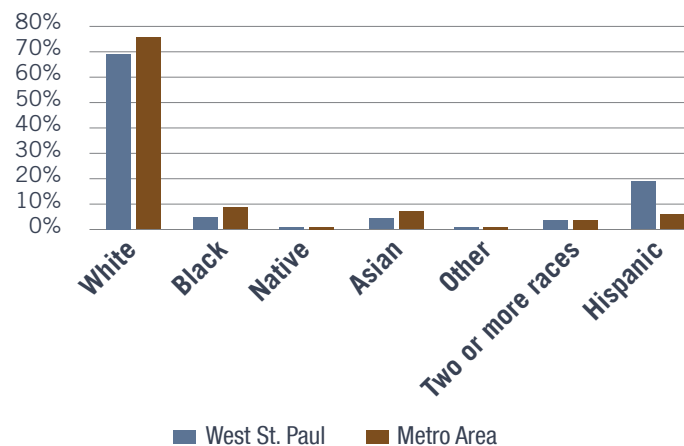 80%
70%
60%
50%
40%
30%
20%
10%
0%
White
Black
Native
Asian
Other
Two or more races
Hispanic
West St. Paul
Metro Area